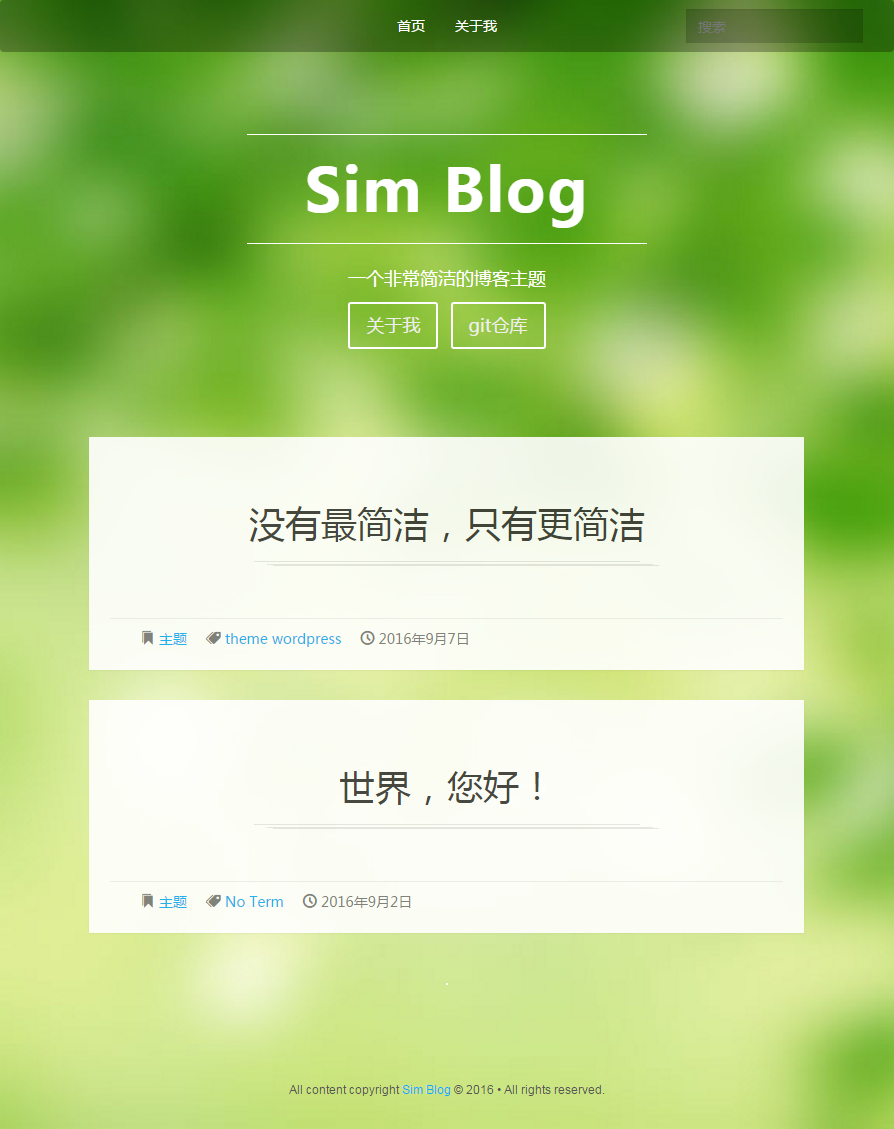 首页 关于我 搜索
Sim Blog
一个非常简洁的博客主题
关于我 git仓库
没有最简洁，只有更简洁
主题 theme wordpress 2016年9月7日
世界，您好！
主题 No Term 2016年9月2日
All content copyright Sim Blog © 2016 • All rights reserved.